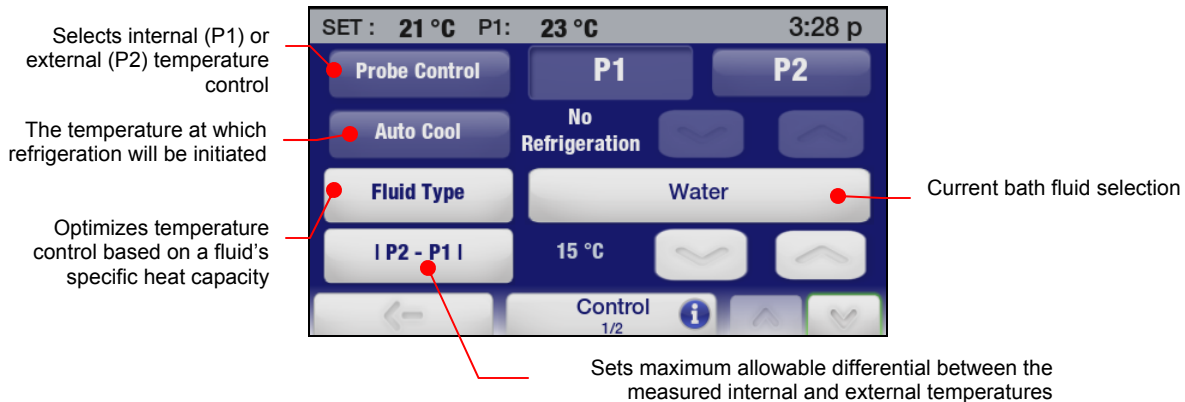 SET : 21 °C P1: 23 °C 3:28 p
Selects internal (P1) or
external (P2) temperature
control
Probe Control P1 P2
The temperature at which
refrigeration will be initiated
Auto Cool
No
Refrigeration
Fluid Type Water
Current bath fluid selection
Optimizes temperature
control based on a fluid’s
specific heat capacity
| P2 - P1 | 15 °C
Control
1/2
i
Sets maximum allowable differential between the
measured internal and external temperatures